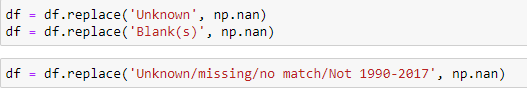 df = df.replace('Unknown', np.nan)
df = df.replace('Blank(s)', np.nan)
df = df.replace('Unknown/missing/no match/Not 1990-2017', np.nan)